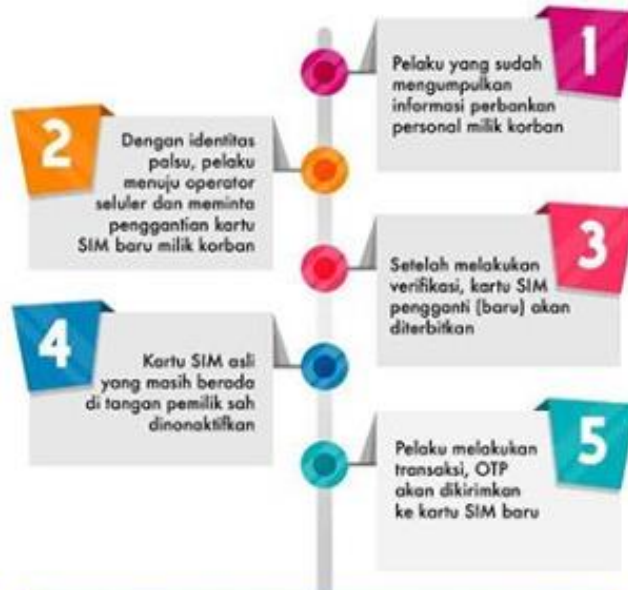 1
Pelaku yang sudah
mengumpulkan
informasi perbankan
personal milik korban
2
Dengan identitas
palsu, pelaku
menuju operator
seluler dan meminta
penggantian kartu
SIM baru milik korban
3
Setelah melakukan
verifikasi, kartu SIM
pengganti (baru) akan
diterbitkan
4
Kartu SIM asli
yang masih berada
di tangan pemilik sah
dinonaktifkan
5
Pelaku melakukan
transaksi, OTP
akan dikirimkan
ke kartu SIM baru